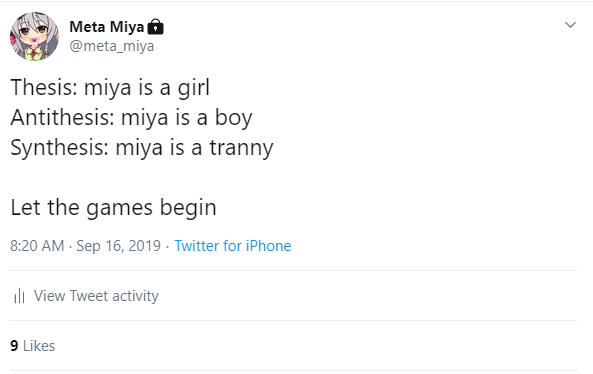 Meta Miya
@meta_miya
Thesis: miya is a girl
Antithesis: miya is a boy
Synthesis: miya is a tranny
Let the games begin
8:20 AM · Sep 16, 2019 · Twitter for iPhone
View Tweet activity
9 Likes